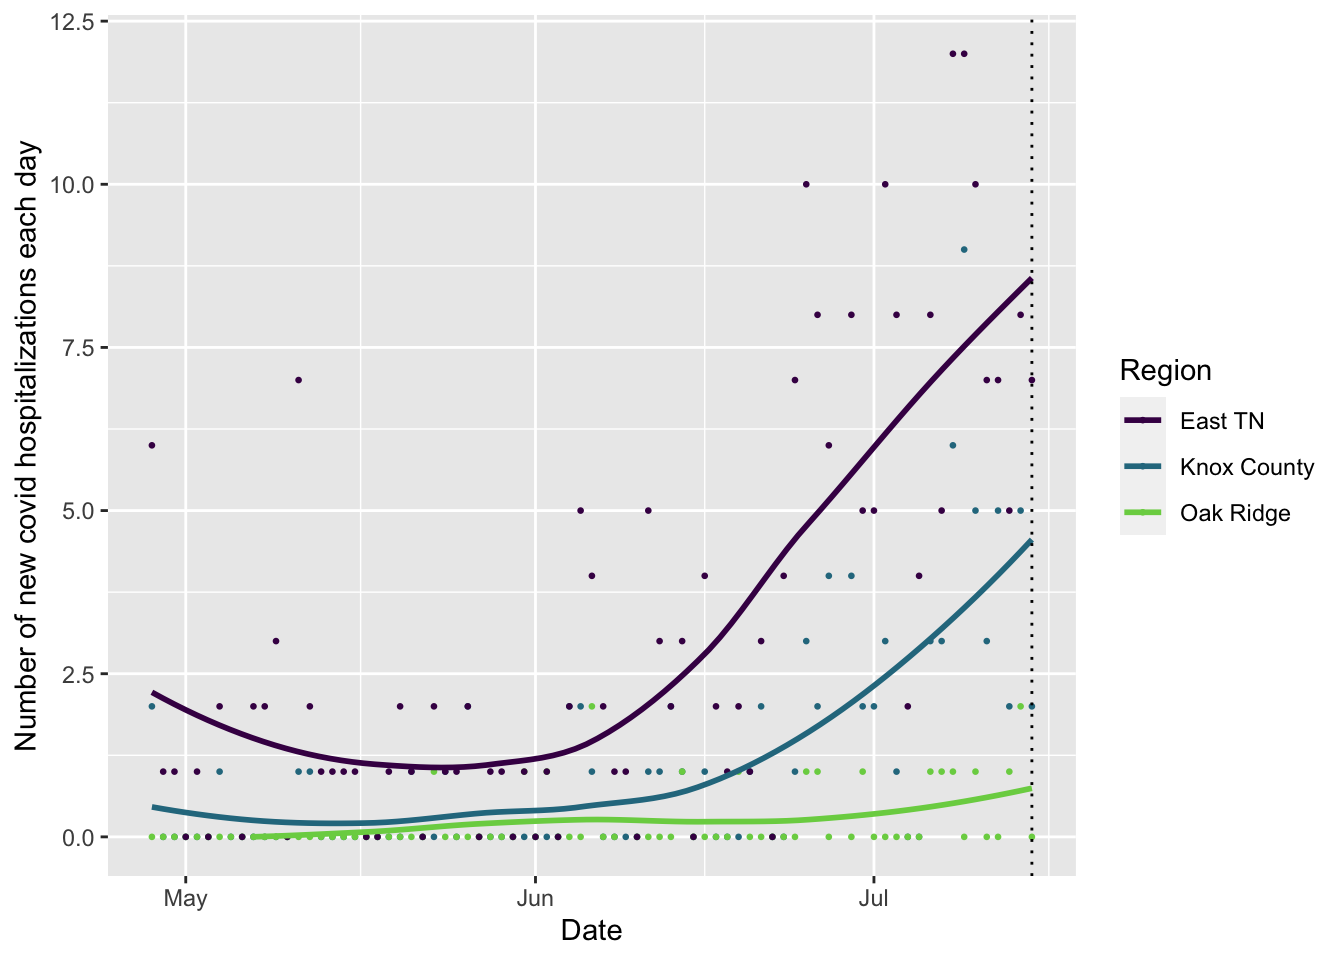 12.5
10.0
7.5
5.0
2.5
0.0
Number of new covid hospitalizations each day
May
Jun
Jul
Date
Region
East TN
Knox County
Oak Ridge